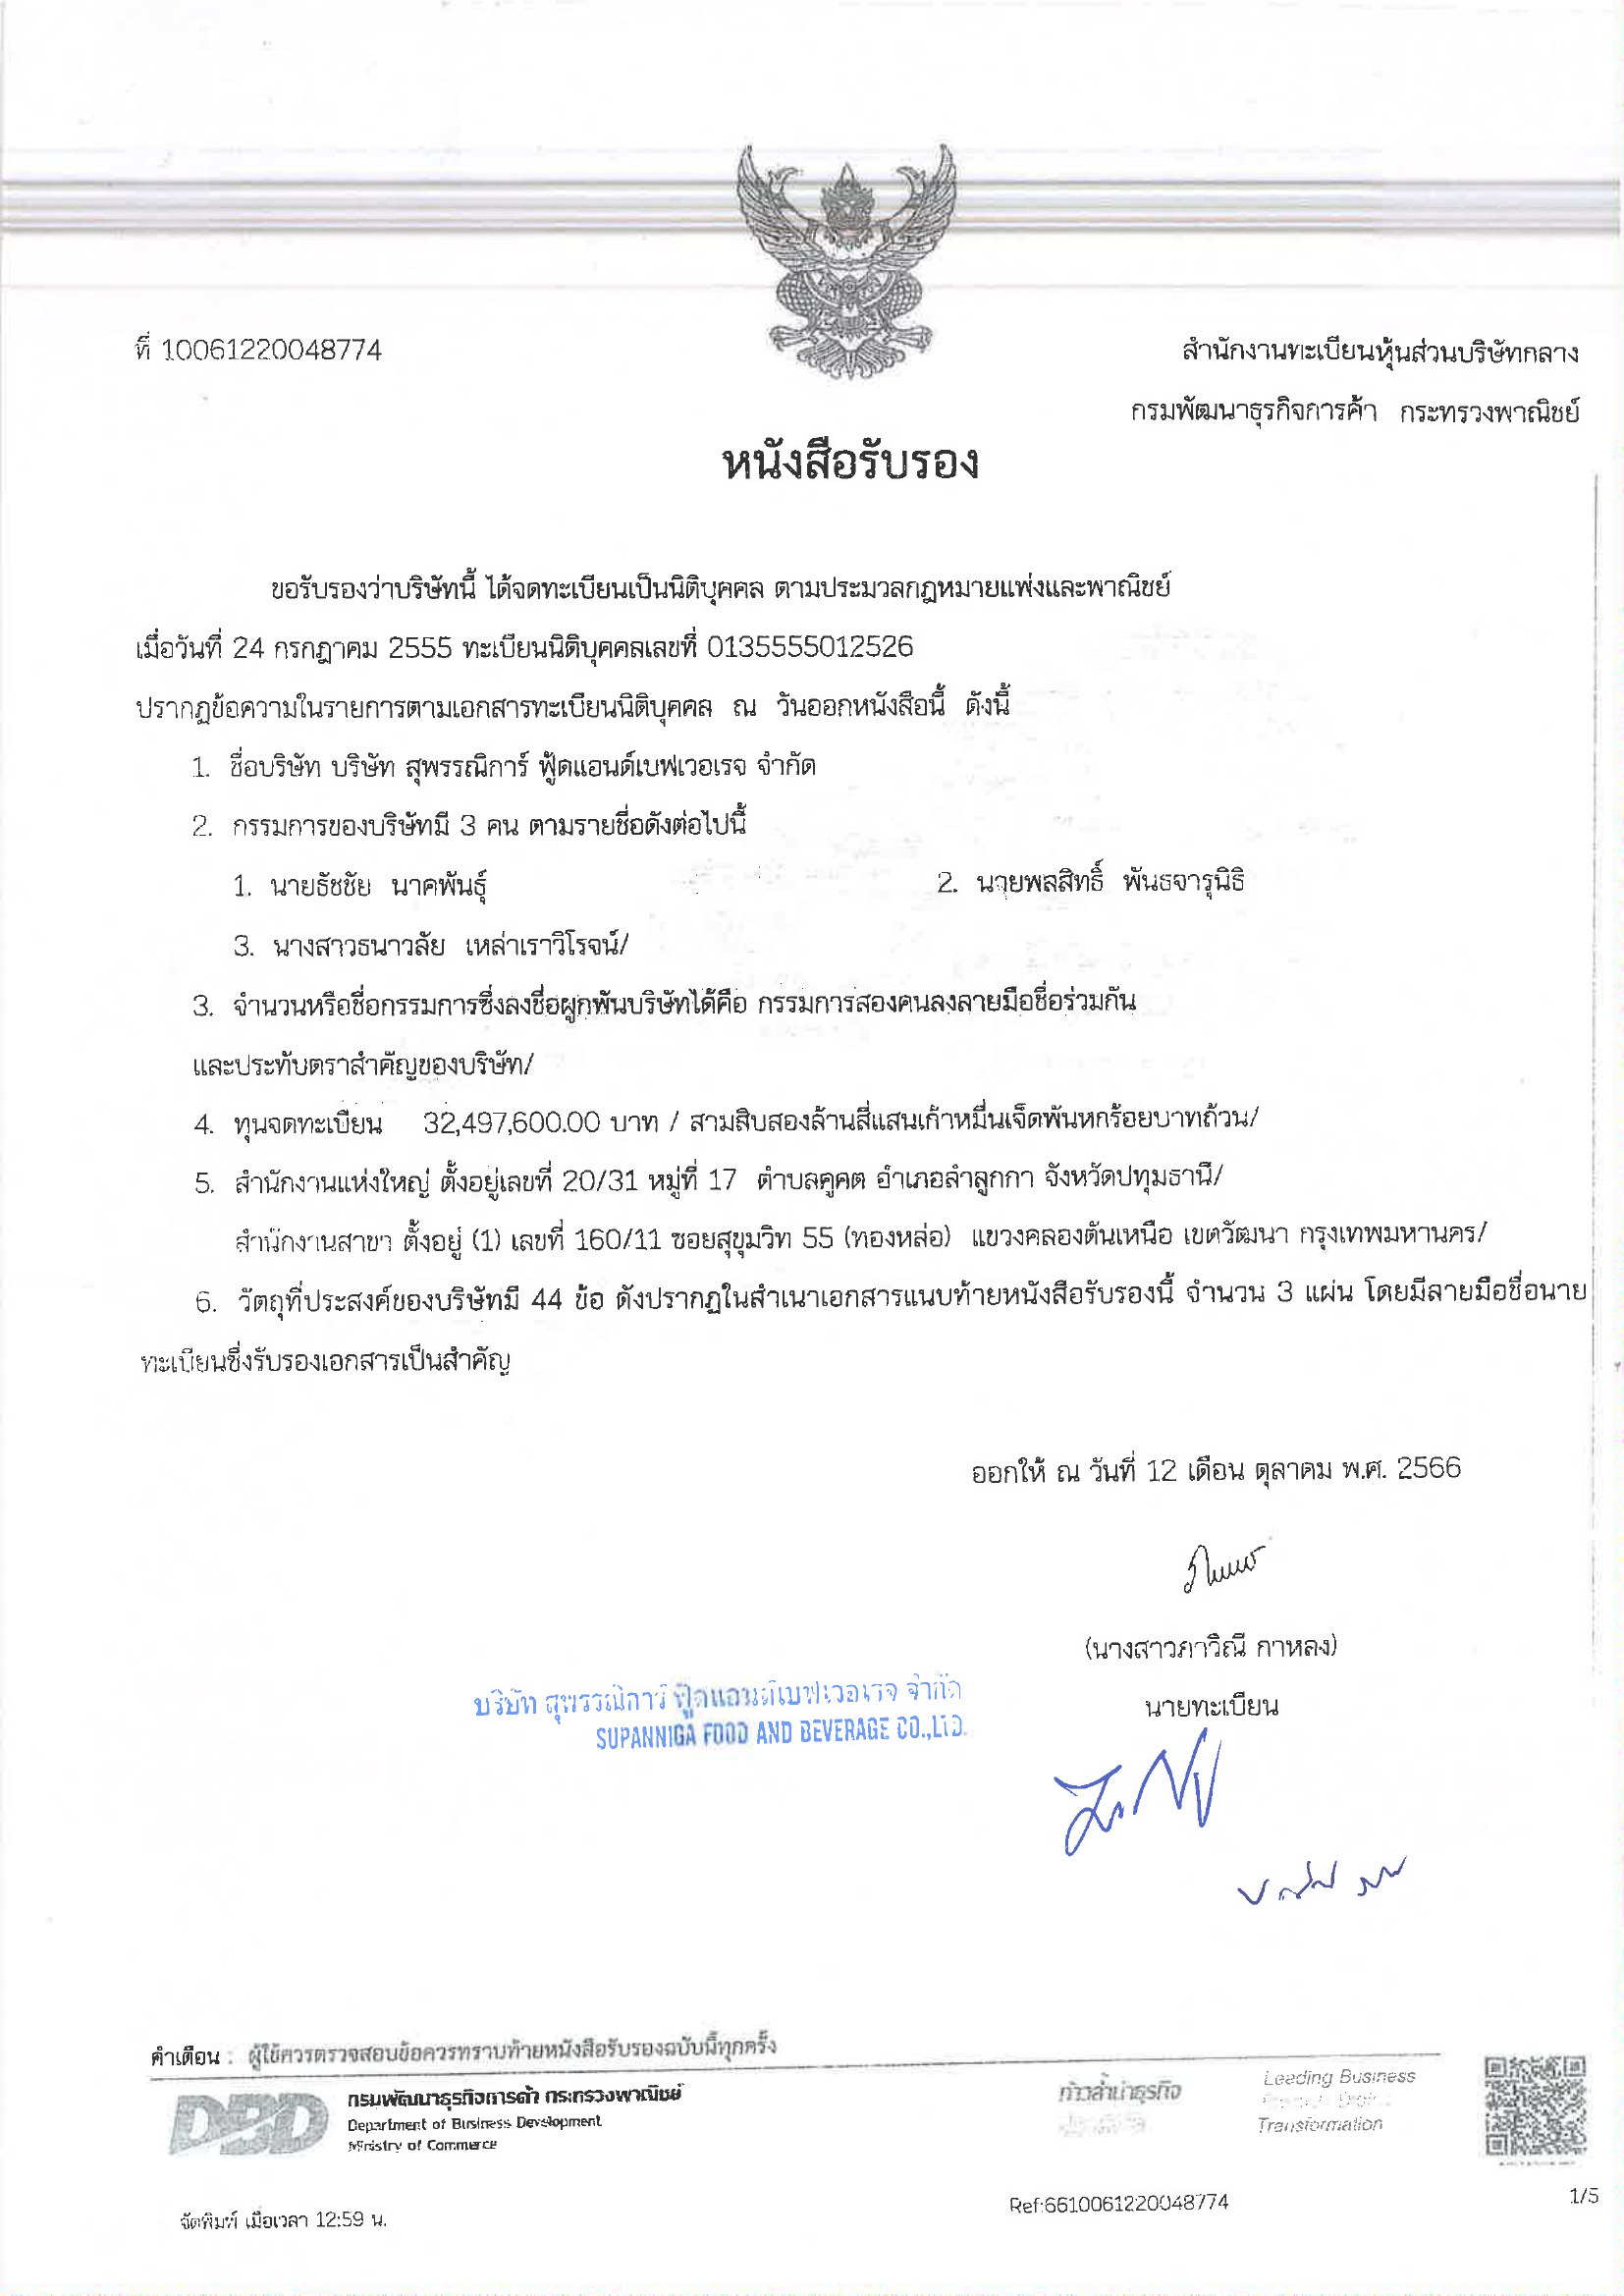 ที่ 10061220048774
สำนักงานทะเบียนหุ้นส่วนบริษัทกลาง
กรมพัฒนาธุรกิจการค้า กระทรวงพาณิชย์
หนังสือรับรอง
ขอรับรองว่าบริษัทนี้ ได้จดทะเบียนเป็นนิติบุคคล ตามประมวลกฎหมายแพ่งและพาณิชย์
เมื่อวันที่ 24 กรกฎาคม 2555 ทะเบียนนิติบุคคลเลขที่ 0135555012526
ปรากฏข้อความในรายการตามเอกสารทะเบียนนิติบุคคล ณ วันออกหนังสือนี้ ดังนี้
1. ชื่อบริษัท บริษัท สุพรรณิการ์ ฟู้ดแอนด์เบฟเวอเรจ จำกัด
2. กรรมการของบริษัทมี 3 คน ตามรายชื่อดังต่อไปนี้
1. นายธัชชัย นาคพันธุ์ 2. นายพลสิทธิ์ พันธจารุนิธิ
3. นางสาวธนาวลัย เหล่าเราวิโรจน์/
3. จำนวนหรือชื่อกรรมการซึ่งลงชื่อผูกพันบริษัทได้คือ กรรมการสองคนลงลายมือชื่อร่วมกัน
และประทับตราสำคัญของบริษัท/
4. ทุนจดทะเบียน 32,497,600.00 บาท / สามสิบสองล้านสี่แสนเก้าหมื่นเจ็ดพันหกร้อยบาทถ้วน/
5. สำนักงานแห่งใหญ่ ตั้งอยู่เลขที่ 20/31 หมู่ที่ 17 ตำบลคูคต อำเภอลำลูกกา จังหวัดปทุมธานี/
สำนักงานสาขา ตั้งอยู่ (1) เลขที่ 160/11 ซอยสุขุมวิท 55 (ทองหล่อ) แขวงคลองตันเหนือ เขตวัฒนา กรุงเทพมหานคร/
6. วัตถุที่ประสงค์ของบริษัทมี 44 ข้อ ดังปรากฏในสำเนาเอกสารแนบท้ายหนังสือรับรองนี้ จำนวน 3 แผ่น โดยมีลายมือชื่อนาย
ทะเบียนซึ่งรับรองเอกสารเป็นสำคัญ
ออกให้ ณ วันที่ 12 เดือน ตุลาคม พ.ศ. 2566
(นางสาวภาวิณี กาหลง)
นายทะเบียน
บริษัท สุพรรณิการ์ ฟู้ดแอนด์เบฟเวอเรจ จำกัด
SUPANNIGA FOOD AND BEVERAGE CO.,LTD.
คำเตือน : ผู้ใช้ควรตรวจสอบข้อควรทราบท้ายหนังสือรับรองฉบับนี้ทุกครั้ง
DBD
กรมพัฒนาธุรกิจการค้า กระทรวงพาณิชย์
Department of Business Development
Ministry of Commerce
ก้าวล้ำนำธุรกิจ
Leading Business
Transformation
จัดพิมพ์ เมื่อเวลา 12:59 น.
Ref:6610061220048774
1/5